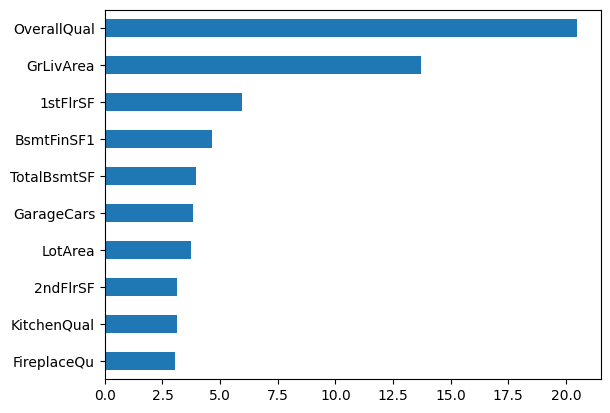 OverallQual
GrLivArea
1stFlrSF
BsmtFinSF1
TotalBsmtSF
GarageCars
LotArea
2ndFlrSF
KitchenQual
FireplaceQu
0.0 2.5 5.0 7.5 10.0 12.5 15.0 17.5 20.0